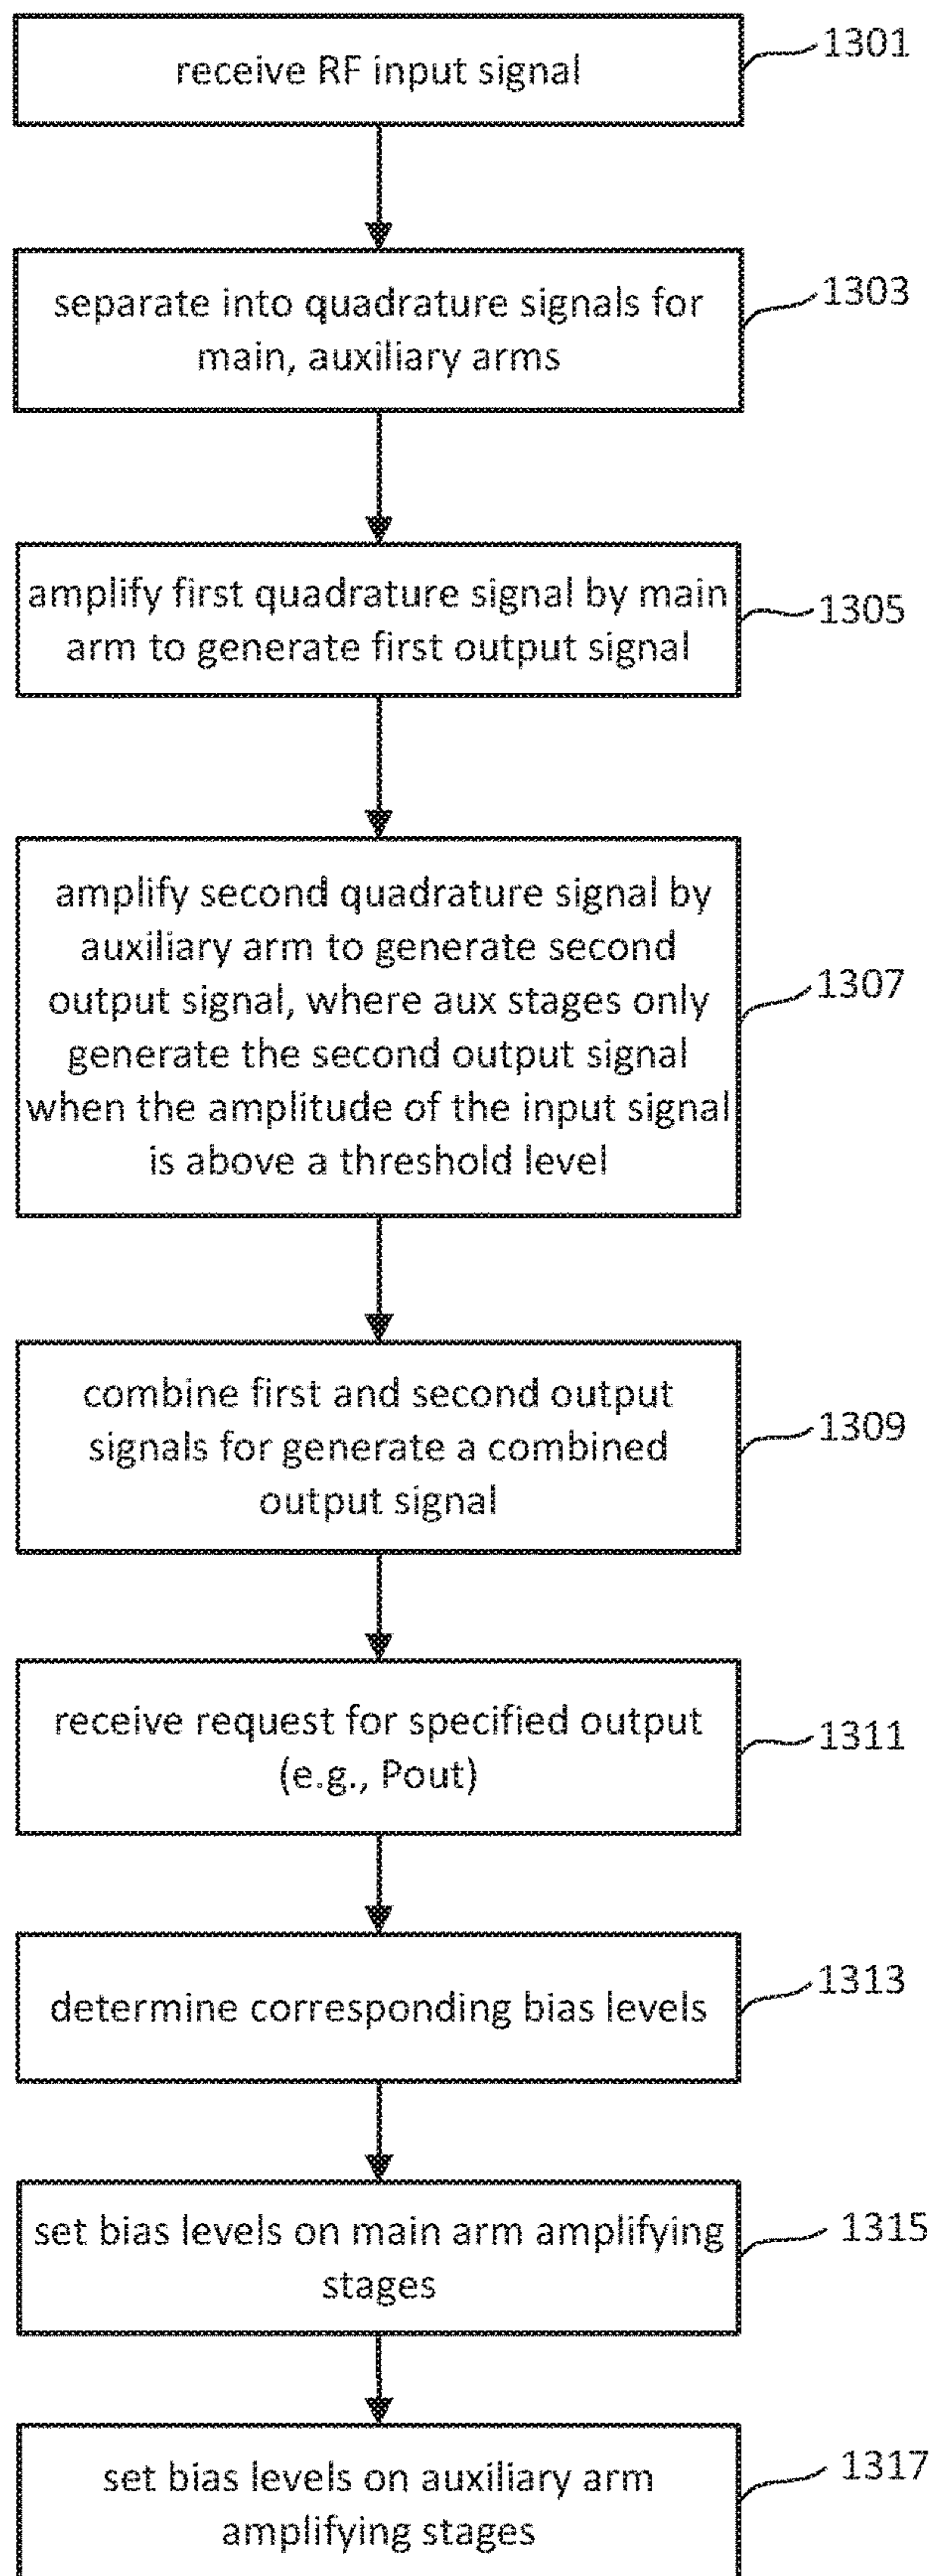 receive RF input signal
1301
separate into quadrature signals for
main, auxiliary arms
1303
amplify first quadrature signal by main
arm to generate first output signal
1305
amplify second quadrature signal by
auxiliary arm to generate second
output signal, where aux stages only
generate the second output signal
when the amplitude of the input signal
is above a threshold level
1307
combine first and second output
signals for generate a combined
output signal
1309
receive request for specified output
(e.g., Pout)
1311
determine corresponding bias levels
1313
set bias levels on main arm amplifying
stages
1315
set bias levels on auxiliary arm
amplifying stages
1317